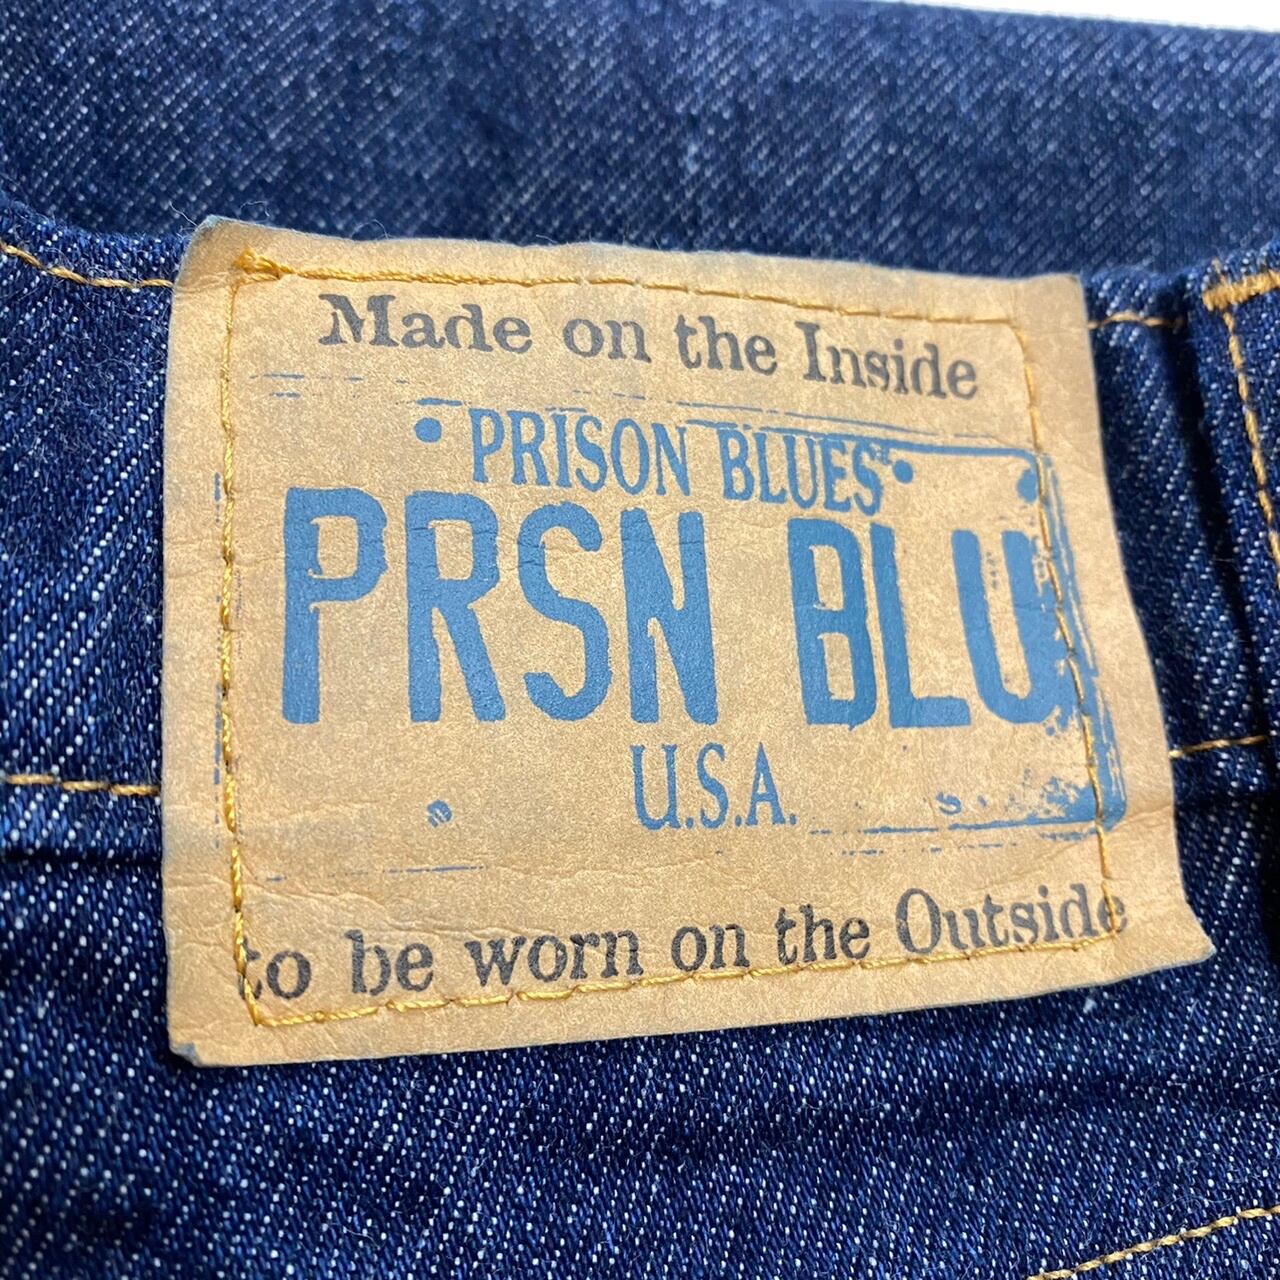 Made on the Inside
PRISON BLUES
PRSN BLU
U.S.A.
to be worn on the Outside